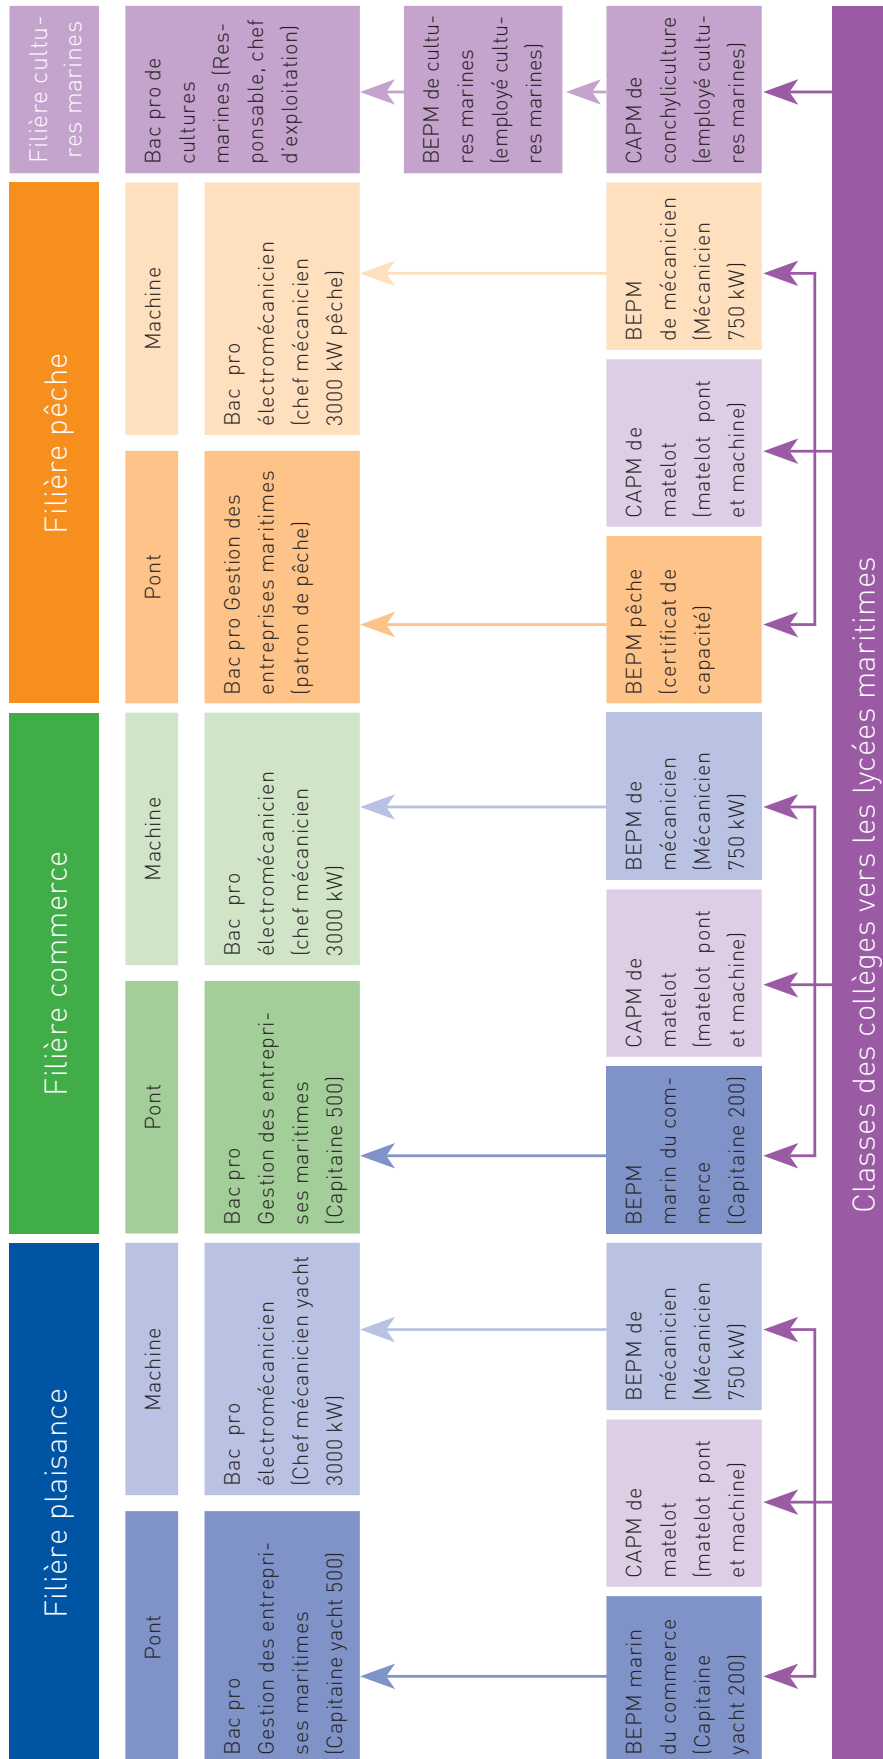 Filière plaisance
Filière commerce
Filière pêche
Filière cultu-
res marines
Pont
Machine
Pont
Machine
Pont
Machine
Bac pro
Gestion des entrepri-
ses maritimes
(Capitaine yacht 500)
Bac pro
électromécanicien
(Chef mécanicien yacht
3000 kW)
Bac pro
Gestion des entrepri-
ses maritimes
(Capitaine 500)
Bac pro
électromécanicien
(chef mécanicien
3000 kW)
Bac pro Gestion des
entreprises maritimes
(patron de pêche)
Bac pro
électromécanicien
(chef mécanicien
3000 kW pêche)
Bac pro de
cultures
marines (Res-
ponsable, chef
d'exploitation)
BEPM de cultu-
res marines
(employé cultu-
res marines)
BEPM marin
du commerce
(Capitaine
yacht 200)
CAPM de
matelot
(matelot pont
et machine)
BEPM de
mécanicien
(Mécanicien
750 kW)
BEPM
marin du com-
merce
(Capitaine 200)
CAPM de
matelot
(matelot pont
et machine)
BEPM de
mécanicien
(Mécanicien
750 kW)
BEPM pêche
(certificat de
capacité)
CAPM de
matelot
(matelot pont
et machine)
BEPM
de mécanicien
(Mécanicien
750 kW)
CAPM de
conchyliculture
(employé cultu-
res marines)
Classes des collèges vers les lycées maritimes